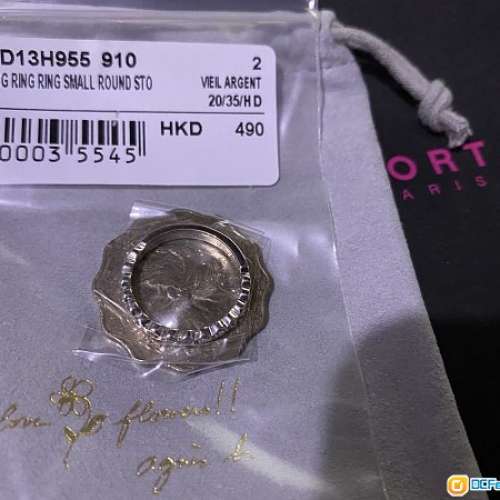 D13H955 910 2
G RING RING SMALL ROUND STO VIEIL ARGENT
20/35/H D
HKD 490
0003 5545
ORT
ARIS
love flowers!!
agnès b.